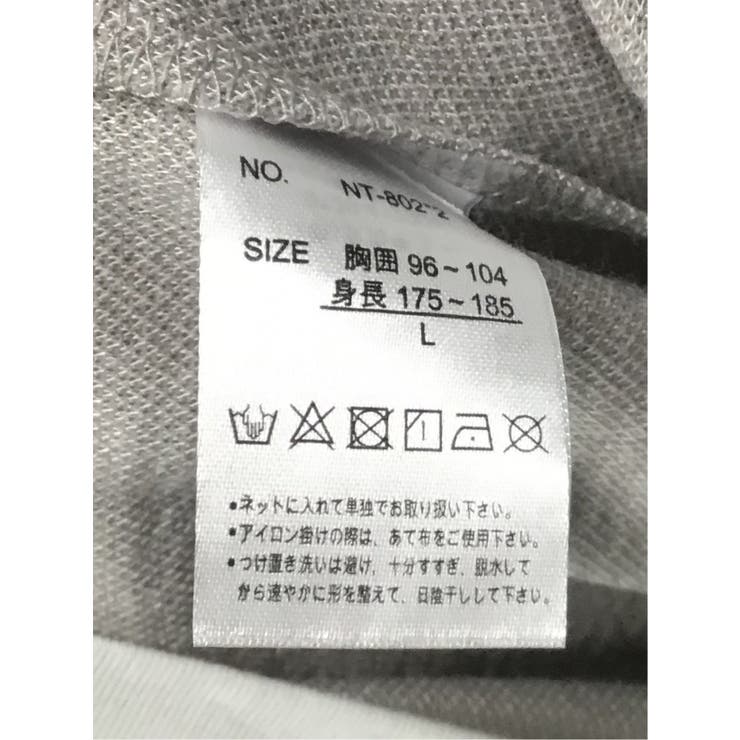 NO. NT-802-2
SIZE 胸囲 96～104
身長 175～185
L
•ネットに入れて単独でお取り扱い下さい。
•アイロン掛けの際は、あて布をご使用下さい。
•つけ置き洗いは避け、十分すすぎ、脱水して
から速やかに形を整えて、日陰干しして下さい。